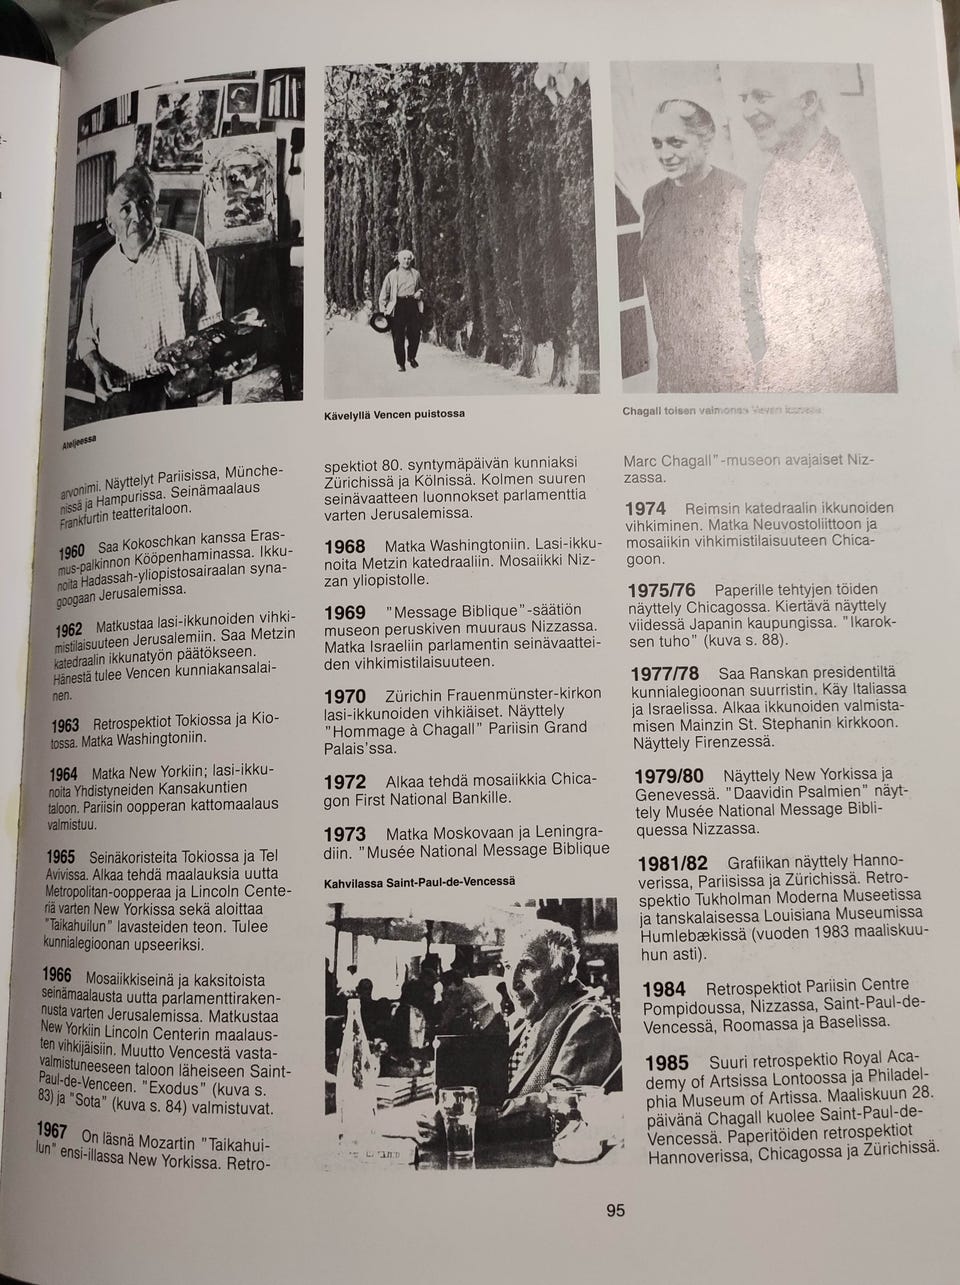 Ateljeessa
arvonimi. Näyttelyt Pariisissa, Münche-
nissä ja Hampurissa. Seinämaalaus
Frankfurtin teatteritaloon.
1960 Saa Kokoschkan kanssa Eras-
mus-palkinnon Kööpenhaminassa. Ikku-
noita Hadassah-yliopistosairaalan syna-
googaan Jerusalemissa.
1962 Matkustaa lasi-ikkunoiden vihki-
mistilaisuuteen Jerusalemiin. Saa Metzin
katedraalin ikkunatyön päätökseen.
Hänestä tulee Vencen kunniakansalai-
nen.
1963 Retrospektiot Tokiossa ja Kio-
tossa. Matka Washingtoniin.
1964 Matka New Yorkiin; lasi-ikku-
noita Yhdistyneiden Kansakuntien
taloon. Pariisin oopperan kattomaalaus
valmistuu.
1965 Seinäkoristeita Tokiossa ja Tel
Avivissa. Alkaa tehdä maalauksia uutta
Metropolitan-oopperaa ja Lincoln Cente-
riä varten New Yorkissa sekä aloittaa
"Taikahuilun" lavasteiden teon. Tulee
kunnialegioonan upseeriksi.
1966 Mosaiikkiseinä ja kaksitoista
seinämaalausta uutta parlamenttiraken-
nusta varten Jerusalemissa. Matkustaa
New Yorkiin Lincoln Centerin maalaus-
ten vihkijäisiin. Muutto Vencestä vasta-
valmistuneeseen taloon läheiseen Saint-
Paul-de-Venceen. "Exodus" (kuva s.
83) ja "Sota" (kuva s. 84) valmistuvat.
1967 On läsnä Mozartin "Taikahui-
lun" ensi-illassa New Yorkissa. Retro-
Kävelyllä Vencen puistossa
spektiot 80. syntymäpäivän kunniaksi
Zürichissä ja Kölnissä. Kolmen suuren
seinävaatteen luonnokset parlamenttia
varten Jerusalemissa.
1968 Matka Washingtoniin. Lasi-ikku-
noita Metzin katedraaliin. Mosaiikki Niz-
zan yliopistolle.
1969 "Message Biblique"-säätiön
museon peruskiven muuraus Nizzassa.
Matka Israeliin parlamentin seinävaattei-
den vihkimistilaisuuteen.
1970 Zürichin Frauenmünster-kirkon
lasi-ikkunoiden vihkiäiset. Näyttely
"Hommage à Chagall" Pariisin Grand
Palais'ssa.
1972 Alkaa tehdä mosaiikkia Chica-
gon First National Bankille.
1973 Matka Moskovaan ja Leningra-
diin. "Musée National Message Biblique
Kahvilassa Saint-Paul-de-Vencessä
Chagall toisen vaimonsa
Marc Chagall"-museon avajaiset Niz-
zassa.
1974 Reimsin katedraalin ikkunoiden
vihkiminen. Matka Neuvostoliittoon ja
mosaiikin vihkimistilaisuuteen Chica-
goon.
1975/76 Paperille tehtyjen töiden
näyttely Chicagossa. Kiertävä näyttely
viidessä Japanin kaupungissa. "Ikarok-
sen tuho" (kuva s. 88).
1977/78 Saa Ranskan presidentiltä
kunnialegioonan suurristin. Käy Italiassa
ja Israelissa. Alkaa ikkunoiden valmista-
misen Mainzin St. Stephanin kirkkoon.
Näyttely Firenzessä.
1979/80 Näyttely New Yorkissa ja
Genevessä. "Daavidin Psalmien" näyt-
tely Musée National Message Bibli-
quessa Nizzassa.
1981/82 Grafiikan näyttely Hanno-
verissa, Pariisissa ja Zürichissä. Retro-
spektio Tukholman Moderna Museetissa
ja tanskalaisessa Louisiana Museumissa
Humlebækissä (vuoden 1983 maaliskuu-
hun asti).
1984 Retrospektiot Pariisin Centre
Pompidoussa, Nizzassa, Saint-Paul-de-
Vencessä, Roomassa ja Baselissa.
1985 Suuri retrospektio Royal Aca-
demy of Artsissa Lontoossa ja Philadel-
phia Museum of Artissa. Maaliskuun 28.
päivänä Chagall kuolee Saint-Paul-de-
Vencessä. Paperitöiden retrospektiot
Hannoverissa, Chicagossa ja Zürichissä.
95